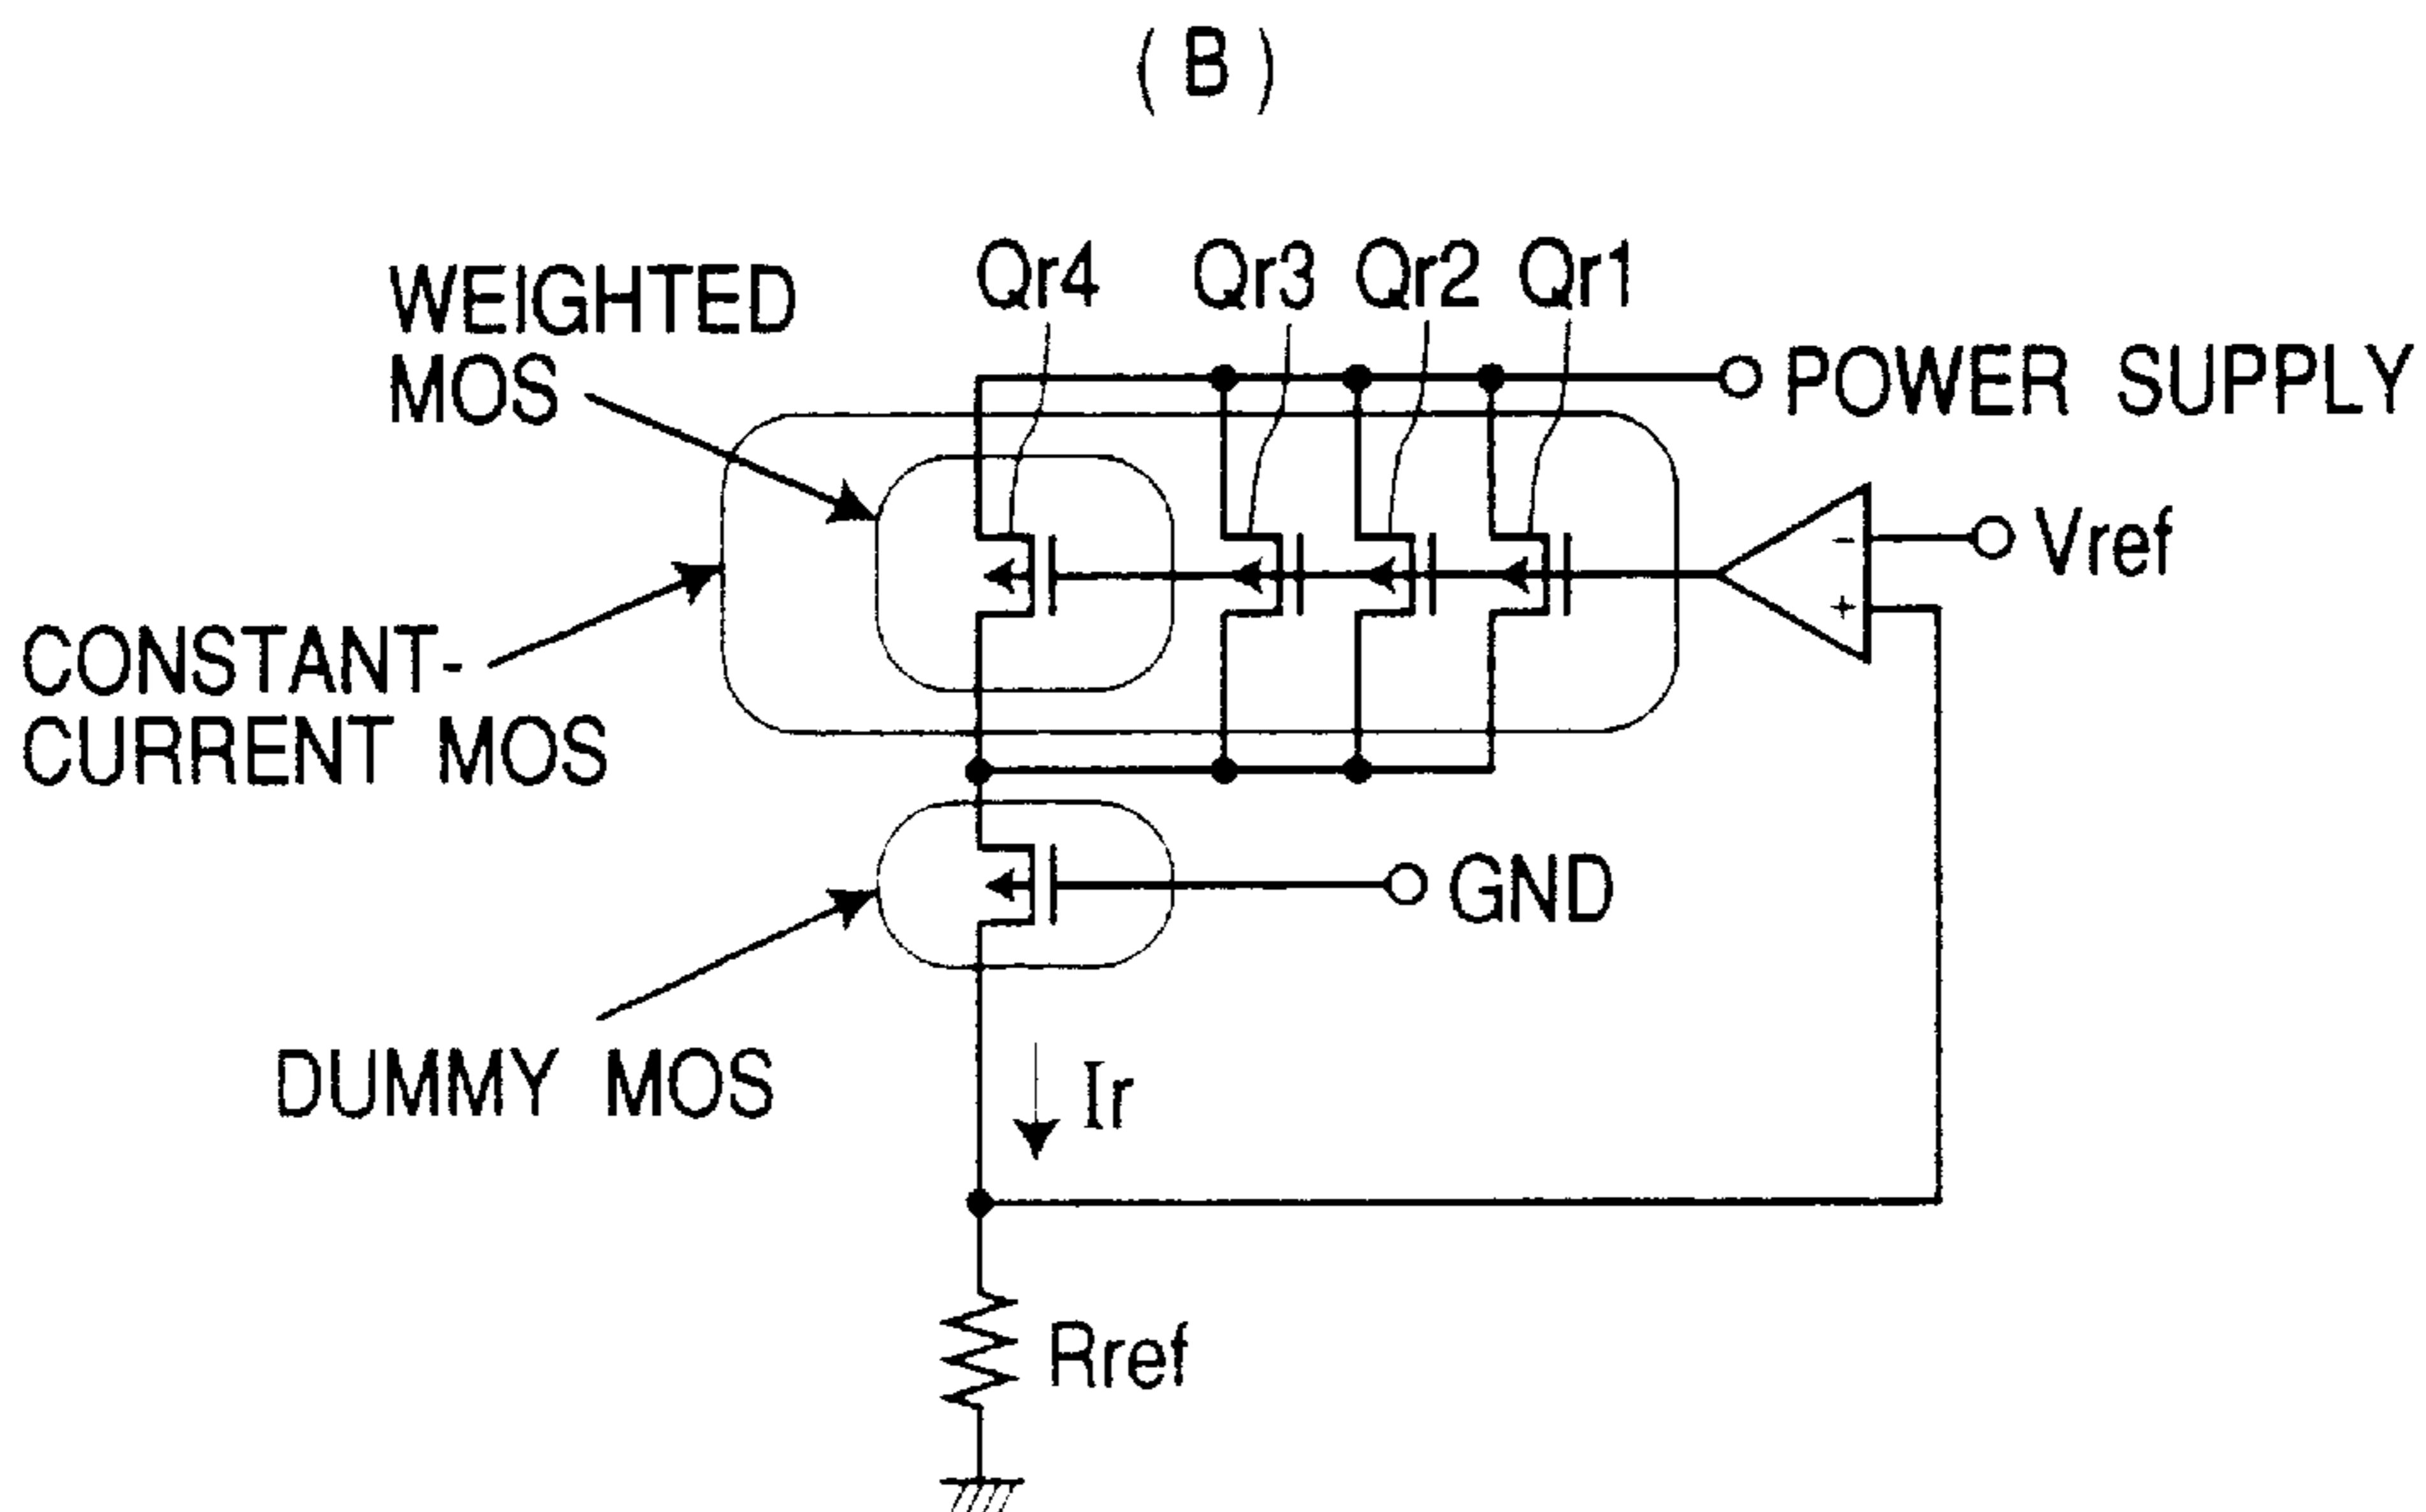 ( B )
WEIGHTED
MOS
Qr4
Qr3
Qr2
Qr1
POWER SUPPLY
-
Vref
+
CONSTANT-
CURRENT MOS
GND
DUMMY MOS
Ir
Rref